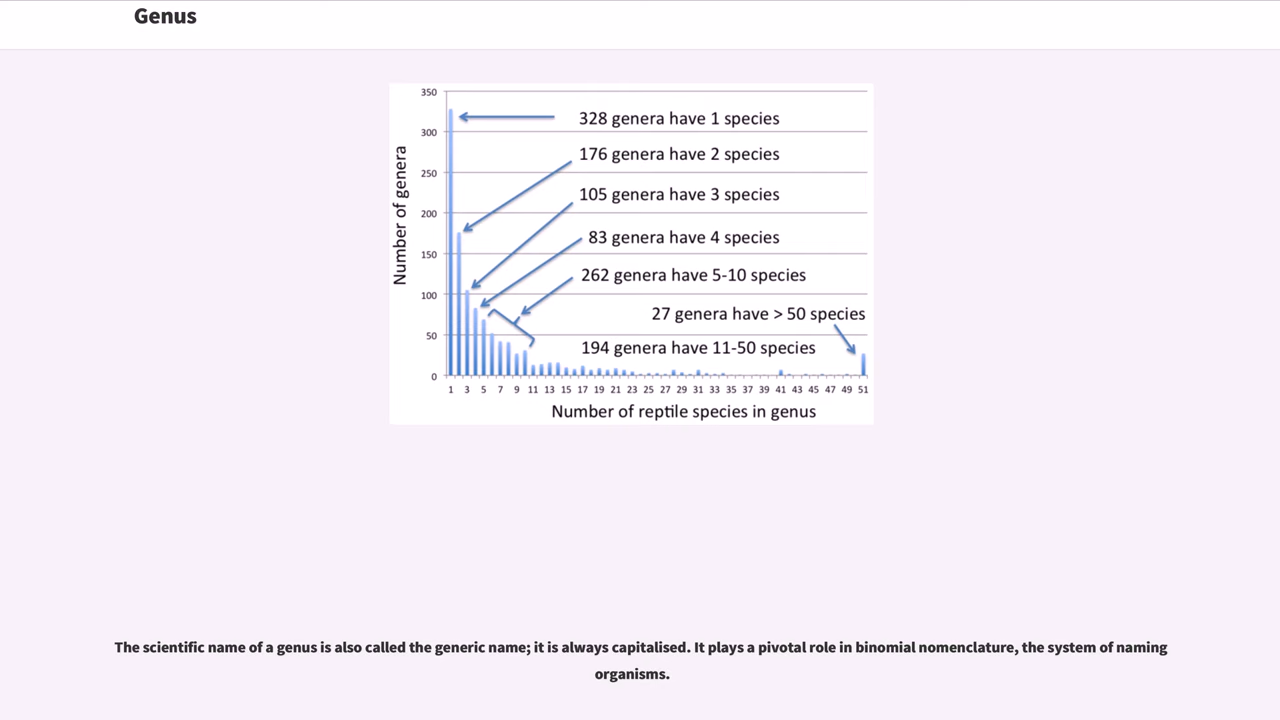 Genus
350
328 genera have 1 species
300
176 genera have 2 species
250
105 genera have 3 species
200
83 genera have 4 species
150
262 genera have 5-10 species
100
27 genera have > 50 species
50
194 genera have 11-50 species
0
Number of genera
1 3 5 7 9 11 13 15 17 19 21 23 25 27 29 31 33 35 37 39 41 43 45 47 49 51
Number of reptile species in genus
The scientific name of a genus is also called the generic name; it is always capitalised. It plays a pivotal role in binomial nomenclature, the system of naming
organisms.